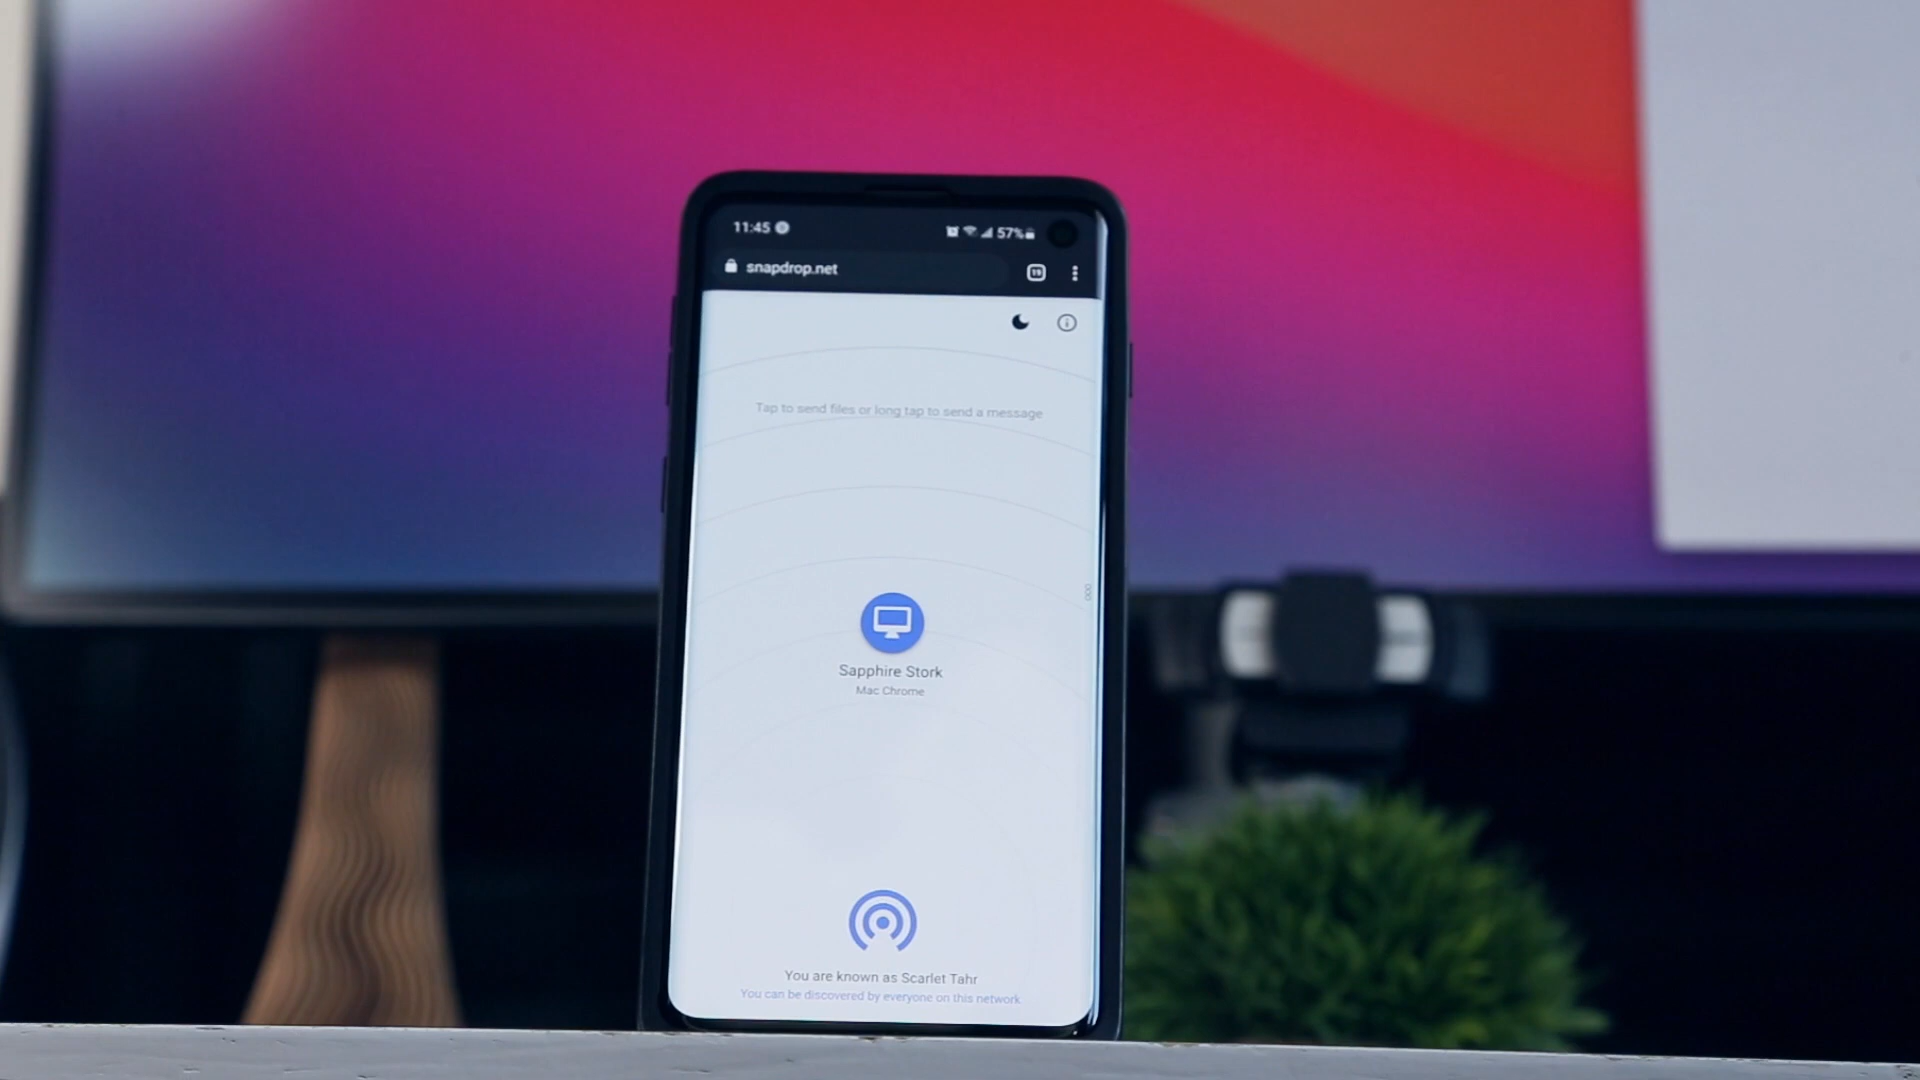 11:45 57%
snapdrop.net 19
Tap to send files or long tap to send a message
Sapphire Stork
Mac Chrome
You are known as Scarlet Tahr
You can be discovered by everyone on this network